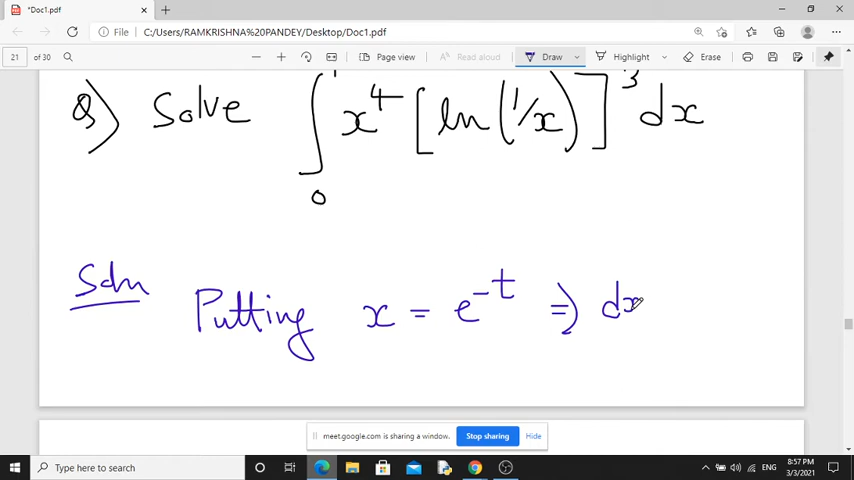 *Doc1.pdf
File C:/Users/RAMKRISHNA%20PANDEY/Desktop/Doc1.pdf
21 of 30 Page view Read aloud Draw Highlight Erase
Q) Solve ∫₀¹ x⁴ [ln(1/x)]³ dx
Soln
Putting x = e^{-t} ⇒ dx
meet.google.com is sharing a window. Stop sharing Hide
Type here to search ENG 8:57 PM
3/3/2021